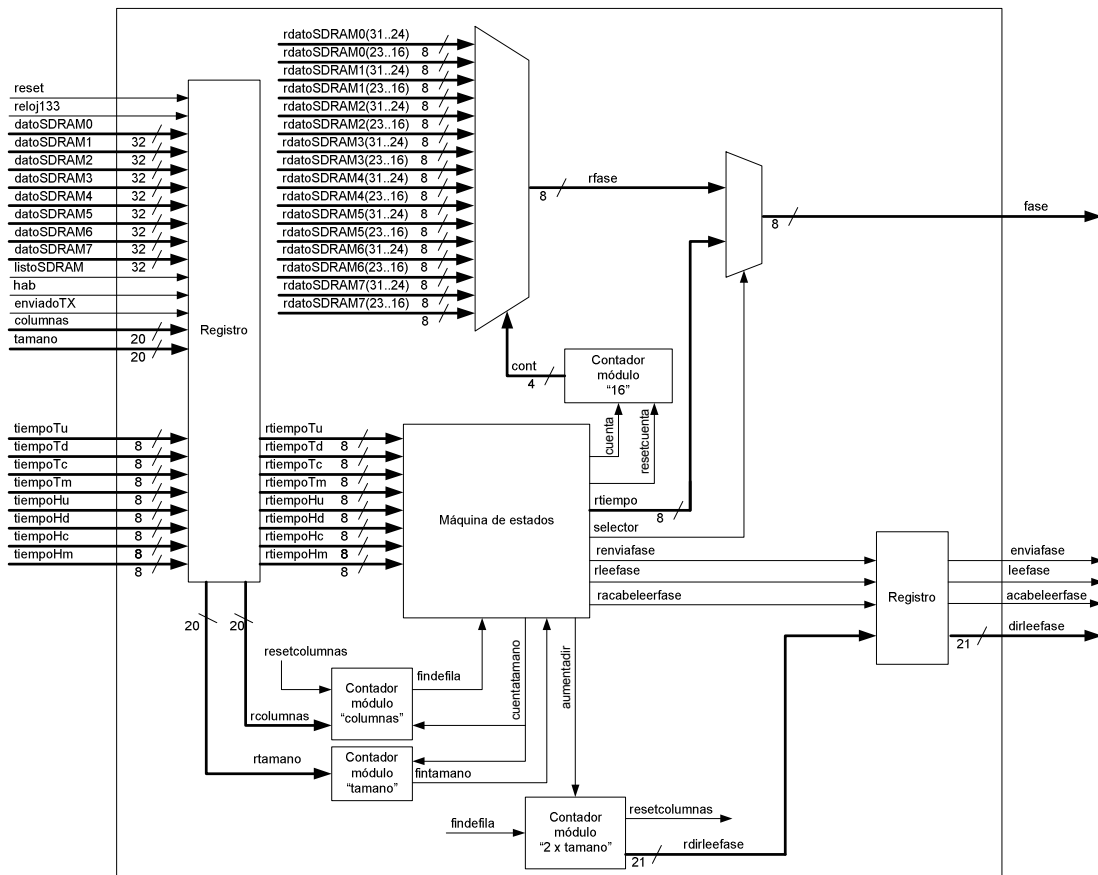 reset
reloj133
datoSDRAM0
32
datoSDRAM1
32
datoSDRAM2
32
datoSDRAM3
32
datoSDRAM4
32
datoSDRAM5
32
datoSDRAM6
32
datoSDRAM7
32
listoSDRAM
hab
enviadoTX
columnas
20
tamano
20
tiempoTu
8
tiempoTd
8
tiempoTc
8
tiempoTm
8
tiempoHu
8
tiempoHd
8
tiempoHc
8
tiempoHm
8
Registro
rdatoSDRAM0(31..24)
8
rdatoSDRAM0(23..16)
8
rdatoSDRAM1(31..24)
8
rdatoSDRAM1(23..16)
8
rdatoSDRAM2(31..24)
8
rdatoSDRAM2(23..16)
8
rdatoSDRAM3(31..24)
8
rdatoSDRAM3(23..16)
8
rdatoSDRAM4(31..24)
8
rdatoSDRAM4(23..16)
8
rdatoSDRAM5(31..24)
8
rdatoSDRAM5(23..16)
8
rdatoSDRAM6(31..24)
8
rdatoSDRAM6(23..16)
8
rdatoSDRAM7(31..24)
8
rdatoSDRAM7(23..16)
8
rfase
8
fase
8
cont
4
Contador
módulo
“16”
cuenta
resetcuenta
rtiempoTu
8
rtiempoTd
8
rtiempoTc
8
rtiempoTm
8
rtiempoHu
8
rtiempoHd
8
rtiempoHc
8
rtiempoHm
8
Máquina de estados
rtiempo
8
selector
renviafase
rleefase
racabeleerfase
Registro
enviafase
leefase
acabeleerfase
dirleefase
21
20
20
resetcolumnas
rcolumnas
Contador
módulo
“columnas”
findefila
rtamano
Contador
módulo
“tamano”
fintamano
cuentatamano
aumentadir
findefila
Contador
módulo
“2 x tamano”
resetcolumnas
rdirleefase
21